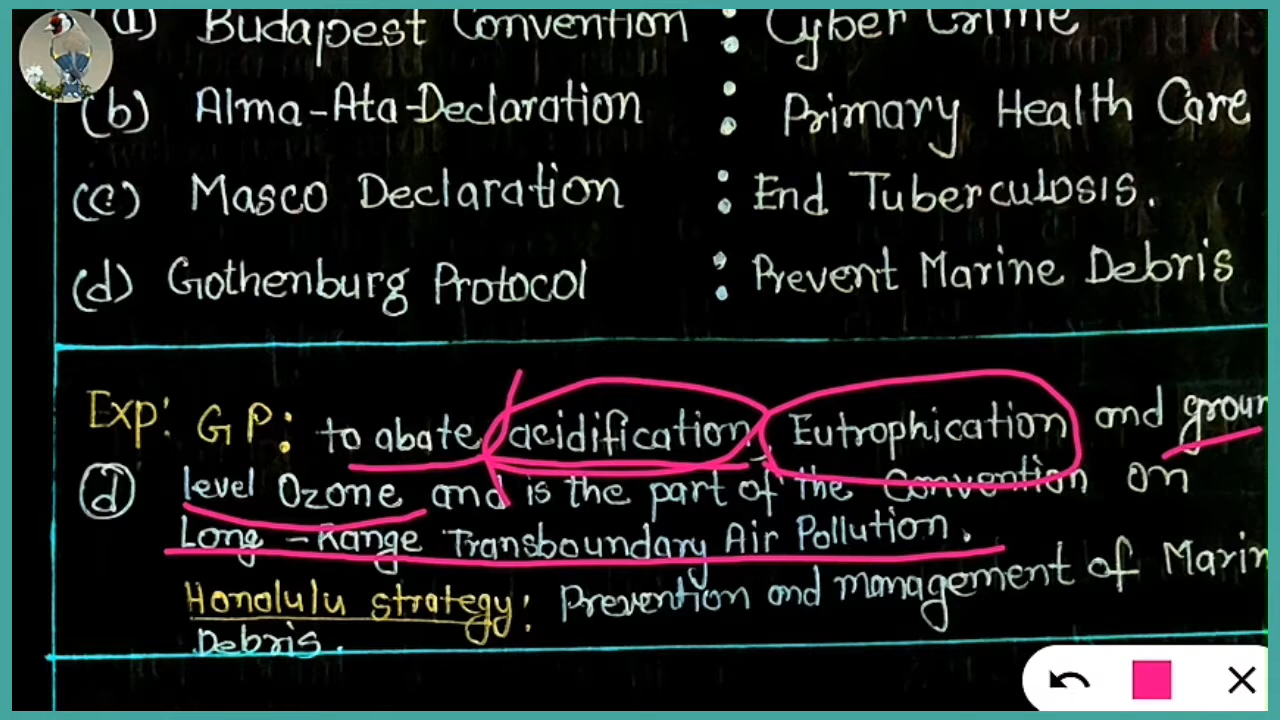 (a) Budapest Convention : Cyber Crime
(b) Alma-Ata-Declaration : Primary Health Care
(c) Masco Declaration : End Tuberculosis.
(d) Gothenburg Protocol : Prevent Marine Debris
Exp: GP: to abate acidification, Eutrophication and groun
(d) level Ozone and is the part of the Convention on
Long-Range Transboundary Air Pollution.
Honolulu strategy: Prevention and management of Marin
Debris.